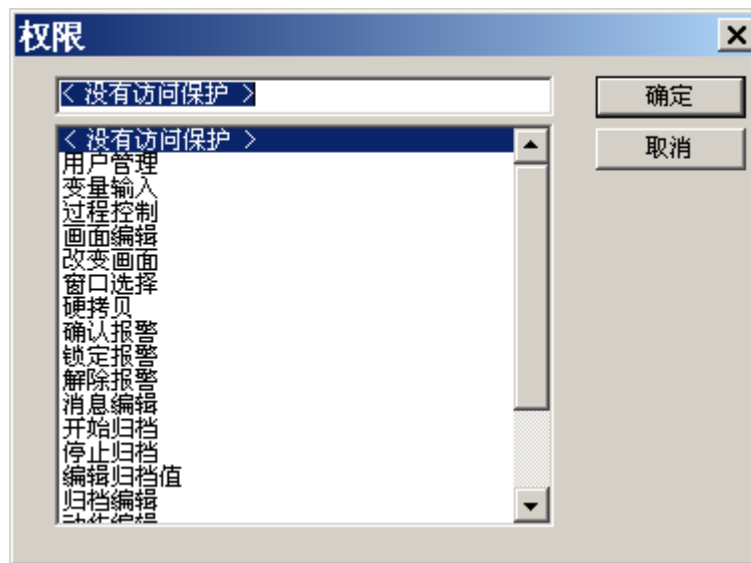 权限
< 没有访问保护 >
确定
< 没有访问保护 >
取消
用户管理
变量输入
过程控制
画面编辑
改变画面
窗口选择
硬拷贝
确认报警
锁定报警
解除报警
消息编辑
开始归档
停止归档
编辑归档值
归档编辑